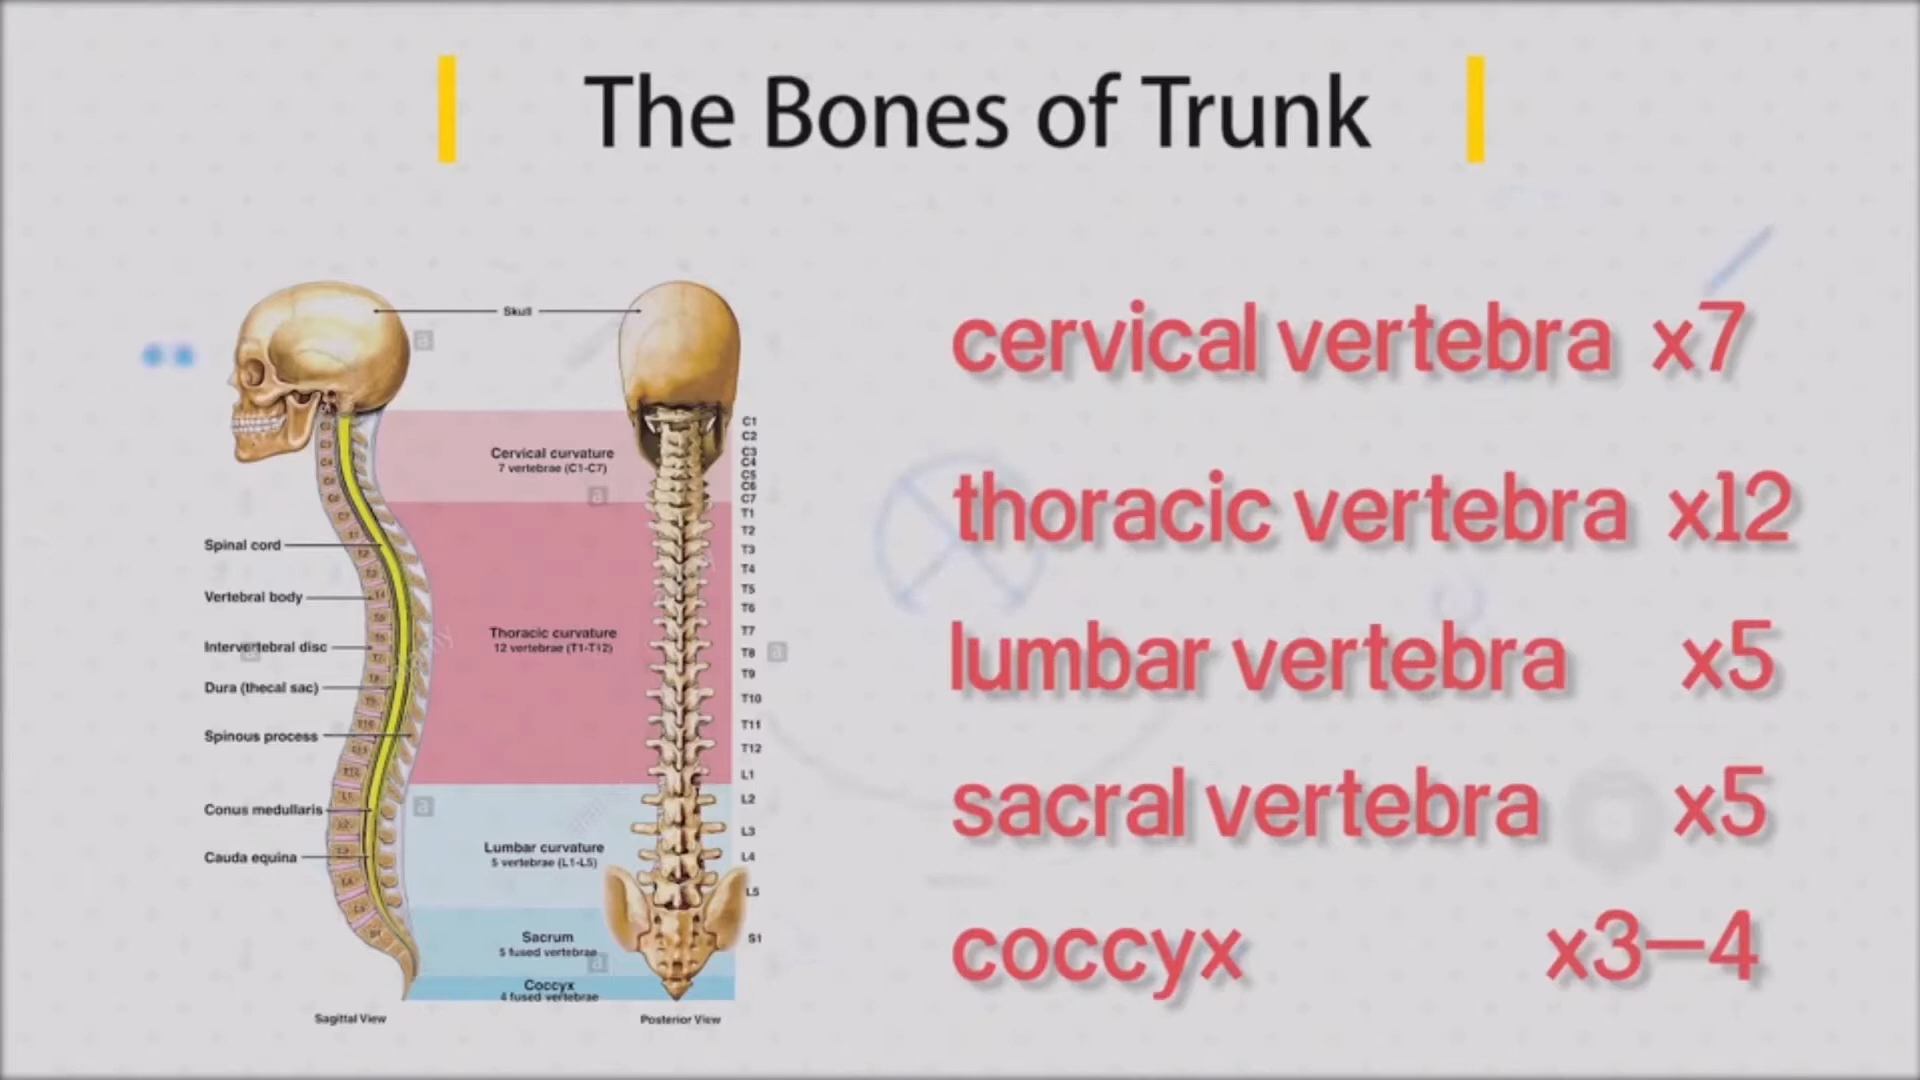 The Bones of Trunk
Skull
Cervical curvature
7 vertebrae (C1-C7)
Spinal cord
Vertebral body
Intervertebral disc
Dura (thecal sac)
Spinous process
Conus medullaris
Cauda equina
Thoracic curvature
12 vertebrae (T1-T12)
Lumbar curvature
5 vertebrae (L1-L5)
Sacrum
5 fused vertebrae
Coccyx
4 fused vertebrae
C1
C2
C3
C4
C5
C6
C7
T1
T2
T3
T4
T5
T6
T7
T8
T9
T10
T11
T12
L1
L2
L3
L4
L5
S1
Sagittal View
Posterior View
cervical vertebra x7
thoracic vertebra x12
lumbar vertebra x5
sacral vertebra x5
coccyx x3–4